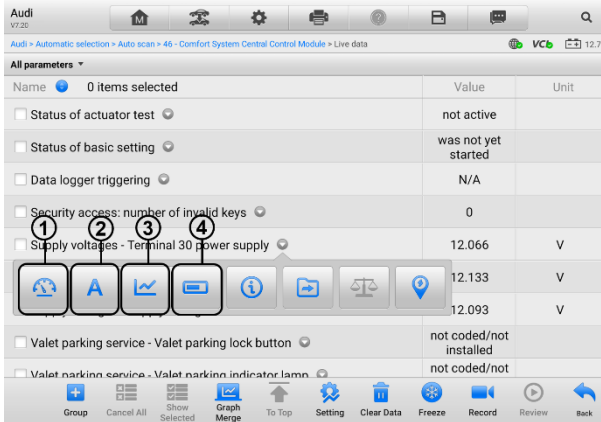 Audi
V7.20
Audi > Automatic selection > Auto scan > 46 - Comfort System Central Control Module > Live data
VCI
12.7
All parameters
Name 0 items selected Value Unit
Status of actuator test not active
Status of basic setting was not yet started
Data logger triggering N/A
Security access: number of invalid keys 0
1 2 3 4
Supply voltages - Terminal 30 power supply 12.066 V
A
12.133 V
12.093 V
Valet parking service - Valet parking lock button not coded/not installed
Valet parking service - Valet parking indicator lamp not coded/not
Group Cancel All Show Selected Graph Merge To Top Setting Clear Data Freeze Record Review Back